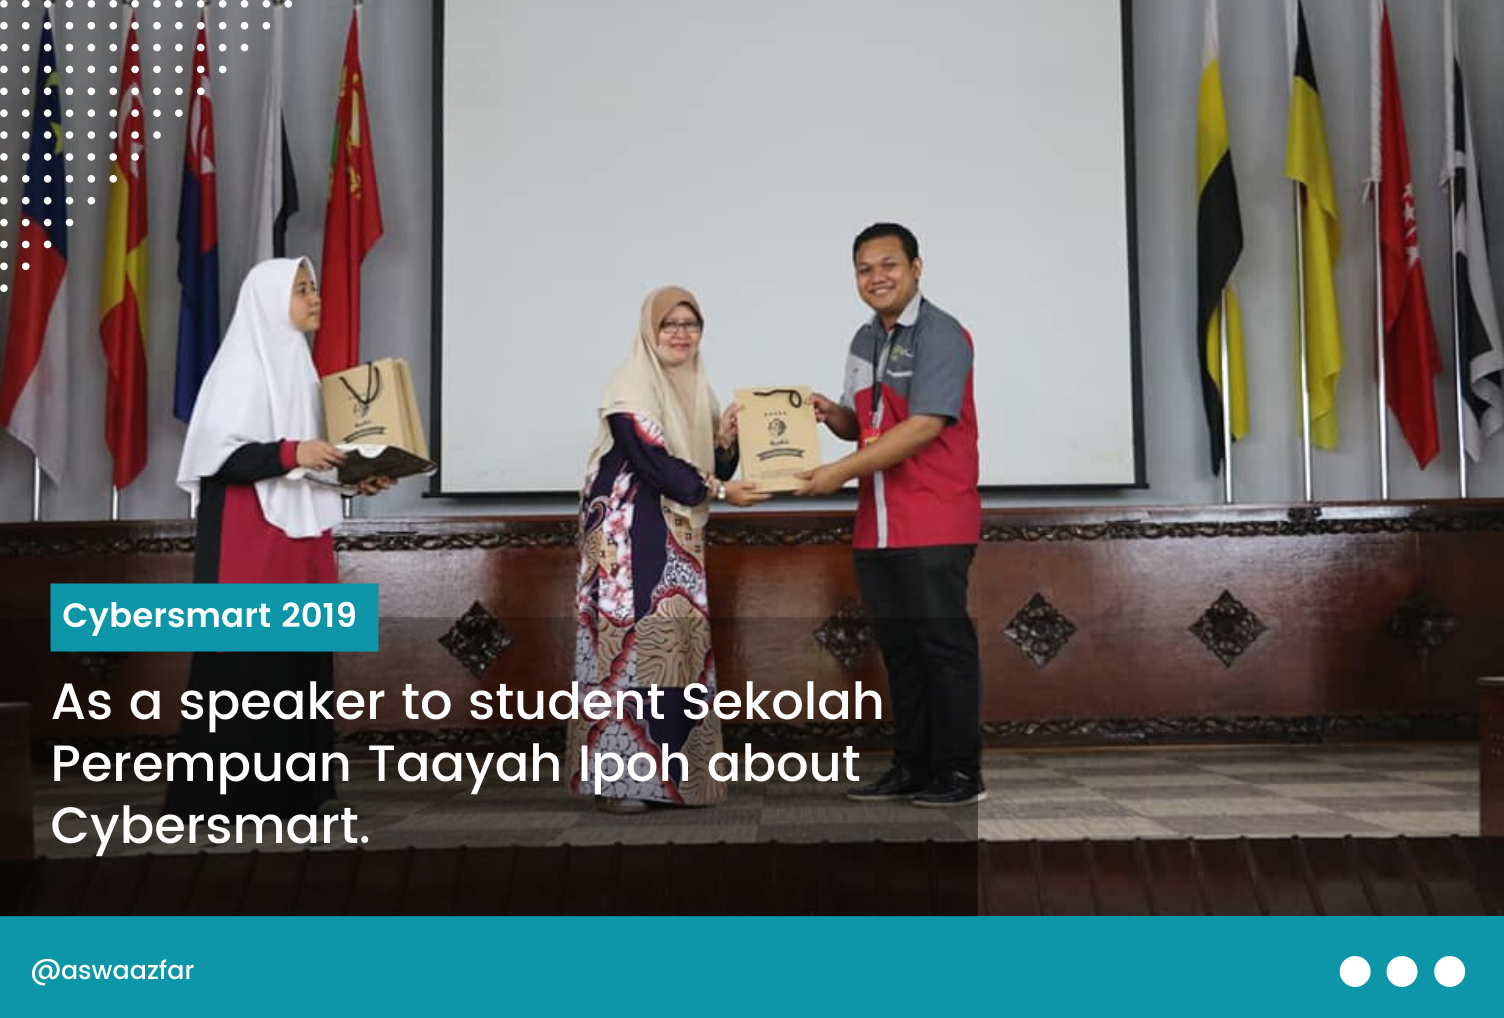 Cybersmart 2019
As a speaker to student Sekolah
Perempuan Taayah Ipoh about
Cybersmart.
@aswaazfar